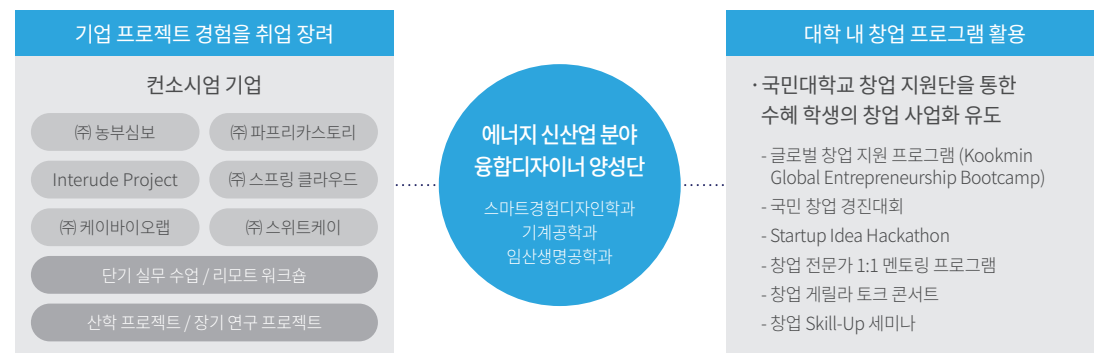 기업 프로젝트 경험을 취업 장려
컨소시엄 기업
㈜ 농부심보
㈜ 파프리카스토리
Interude Project
㈜ 스프링 클라우드
㈜ 케이바이오랩
㈜ 스위트케이
단기 실무 수업 / 리모트 워크숍
산학 프로젝트 / 장기 연구 프로젝트
에너지 신산업 분야
융합디자이너 양성단
스마트경험디자인학과
기계공학과
임산생명공학과
대학 내 창업 프로그램 활용
· 국민대학교 창업 지원단을 통한
수혜 학생의 창업 사업화 유도
- 글로벌 창업 지원 프로그램 (Kookmin
Global Entrepreneurship Bootcamp)
- 국민 창업 경진대회
- Startup Idea Hackathon
- 창업 전문가 1:1 멘토링 프로그램
- 창업 게릴라 토크 콘서트
- 창업 Skill-Up 세미나